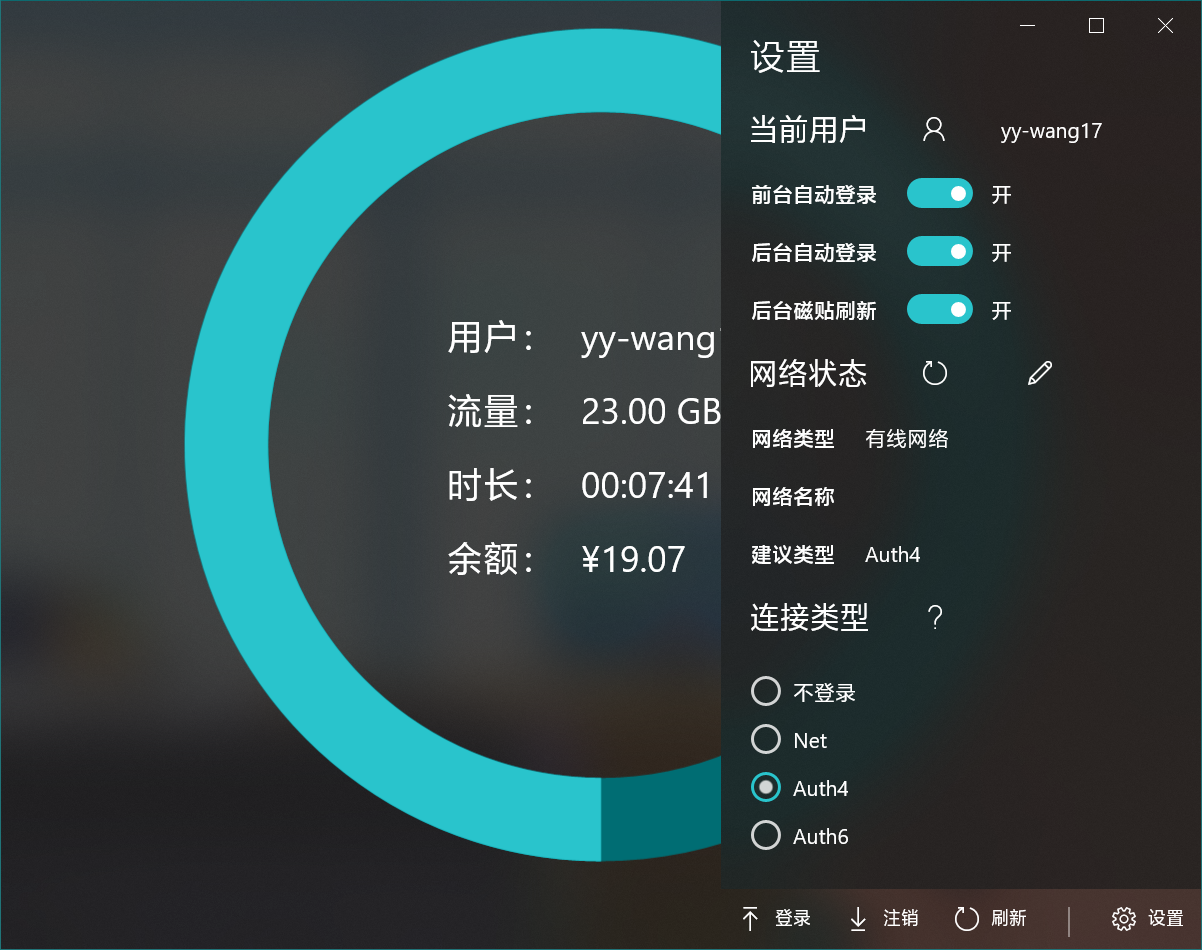 用户： yy-wang
流量： 23.00 GB
时长： 00:07:41
余额： ¥19.07
设置
当前用户 yy-wang17
前台自动登录 开
后台自动登录 开
后台磁贴刷新 开
网络状态
网络类型 有线网络
网络名称
建议类型 Auth4
连接类型 ?
不登录
Net
Auth4
Auth6
登录 注销 刷新 设置